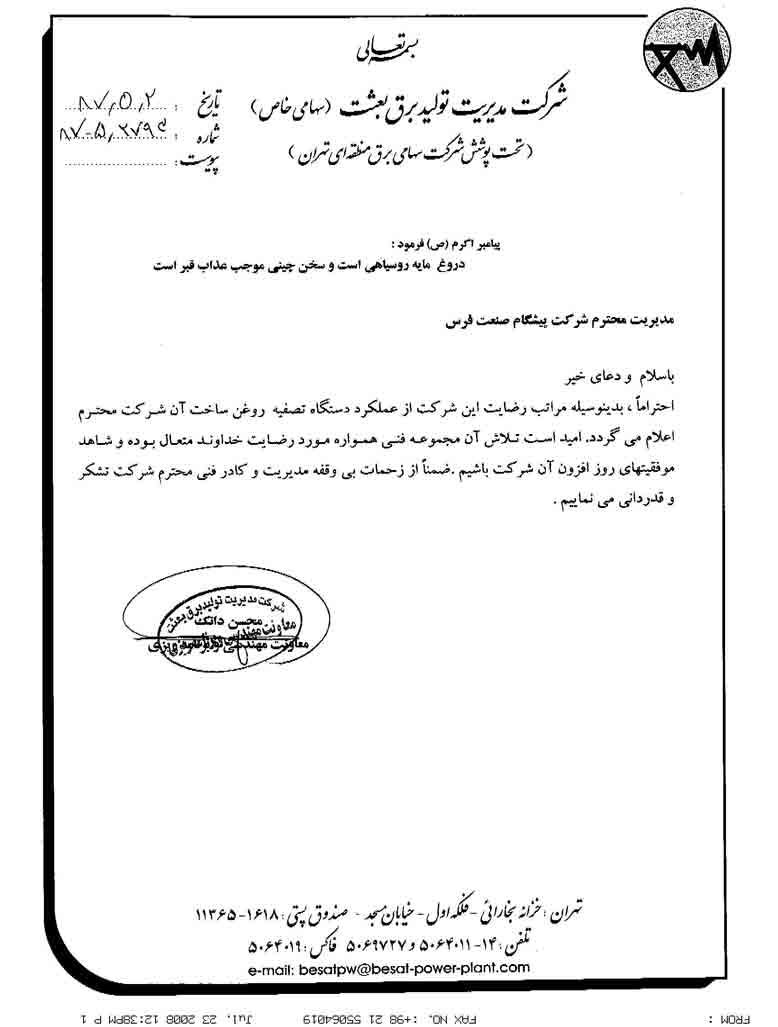 بسمه تعالی
شرکت مدیریت تولید برق بعثت (سهامی خاص)
(تحت پوشش شرکت سهامی برق منطقه ای تهران)
تاریخ : ۸۷,۵,۲
شماره : ۸۷-۵,۲۷۹۴
پیوست :
پیامبر اکرم (ص) فرمود :
دروغ مایه روسیاهی است و سخن چینی موجب عذاب قبر است
مدیریت محترم شرکت پیشگام صنعت فرس
باسلام و دعای خیر
احتراماً ، بدینوسیله مراتب رضایت این شرکت از عملکرد دستگاه تصفیه روغن ساخت آن شرکت محترم
اعلام می گردد. امید است تلاش آن مجموعه فنی همواره مورد رضایت خداوند متعال بوده و شاهد
موفقیتهای روز افزون آن شرکت باشیم .ضمناً از زحمات بی وقفه مدیریت و کادر فنی محترم شرکت تشکر
و قدردانی می نماییم .
شرکت مدیریت تولید برق بعثت
محسن دانک
معاونت مهندسی و برنامه ریزی
تهران : خزانه بخارائی - فلکه اول - خیابان مسجد - صندوق پستی : ۱۶۱۸-۱۱۳۶۵
تلفن : ۱۴-۵۰۶۴۰۱۱ و ۵۰۶۹۷۲۷ فاکس : ۵۰۶۴۰۱۹
e-mail: besatpw@besat-power-plant.com
FROM : FAX NO. : +98 21 55064019 Jul. 23 2008 12:38PM P 1